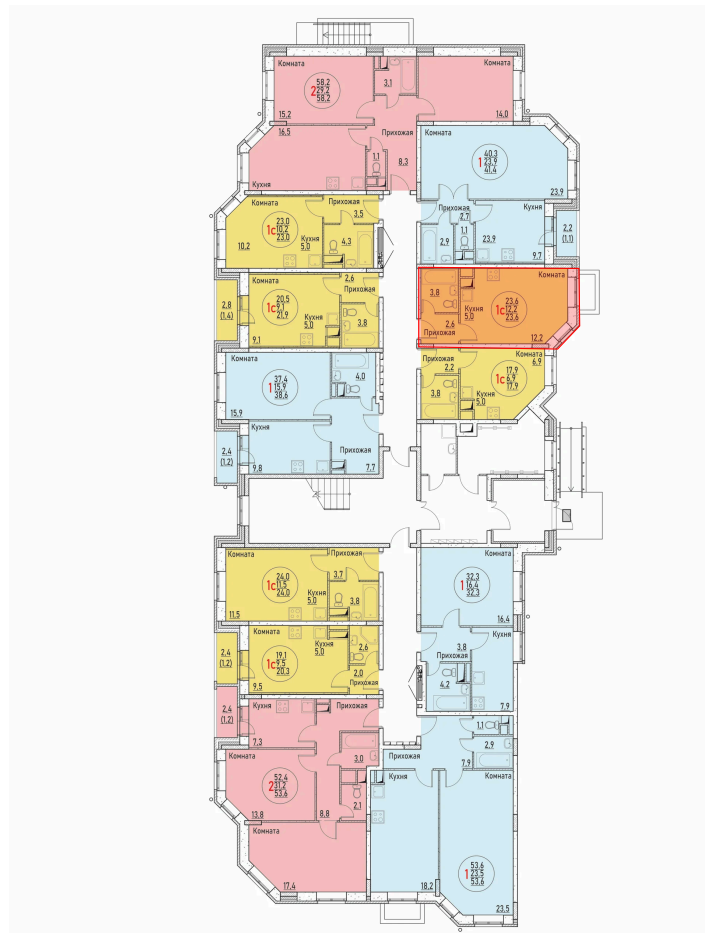 Комната
58.2
2 29.2
58.2
15.2
3.1
Комната
14.0
16.5
Прихожая
1.1
8.3
Кухня
Комната
40.3
1 23.9
41.4
23.9
Комната
Прихожая
3.5
23.0
1с 10.2
23.0
Кухня
5.0
4.3
10.2
Прихожая
7.7
Кухня
2.9
1.1
23.9
9.7
2.2
(1.1)
2.6
Прихожая
20.5
1с 9.1
21.9
Кухня
5.0
3.8
9.1
2.8
(1.4)
Комната
3.8
Кухня
5.0
23.6
1с 12.2
23.6
2.6
Прихожая
12.2
Прихожая
2.2
Комната
6.9
17.9
1с 6.9
17.9
3.8
Кухня
5.0
Комната
37.4
1 15.9
38.6
4.0
15.9
Кухня
Прихожая
9.8
7.7
2.4
(1.2)
Комната
24.0
1с 11.5
24.0
Прихожая
3.7
Кухня
5.0
3.8
11.5
Комната
32.3
1 16.4
32.3
16.4
Комната
19.1
1с 9.5
20.3
Кухня
5.0
2.6
2.0
Прихожая
9.5
2.4
(1.2)
3.8
Прихожая
Кухня
4.2
7.9
2.4
(1.2)
Кухня
Прихожая
7.3
3.0
Комната
52.4
2 31.2
53.6
13.8
8.8
2.1
Комната
17.4
1.1
2.9
Прихожая
7.9
Кухня
Комната
53.6
1 23.5
53.6
18.2
23.5